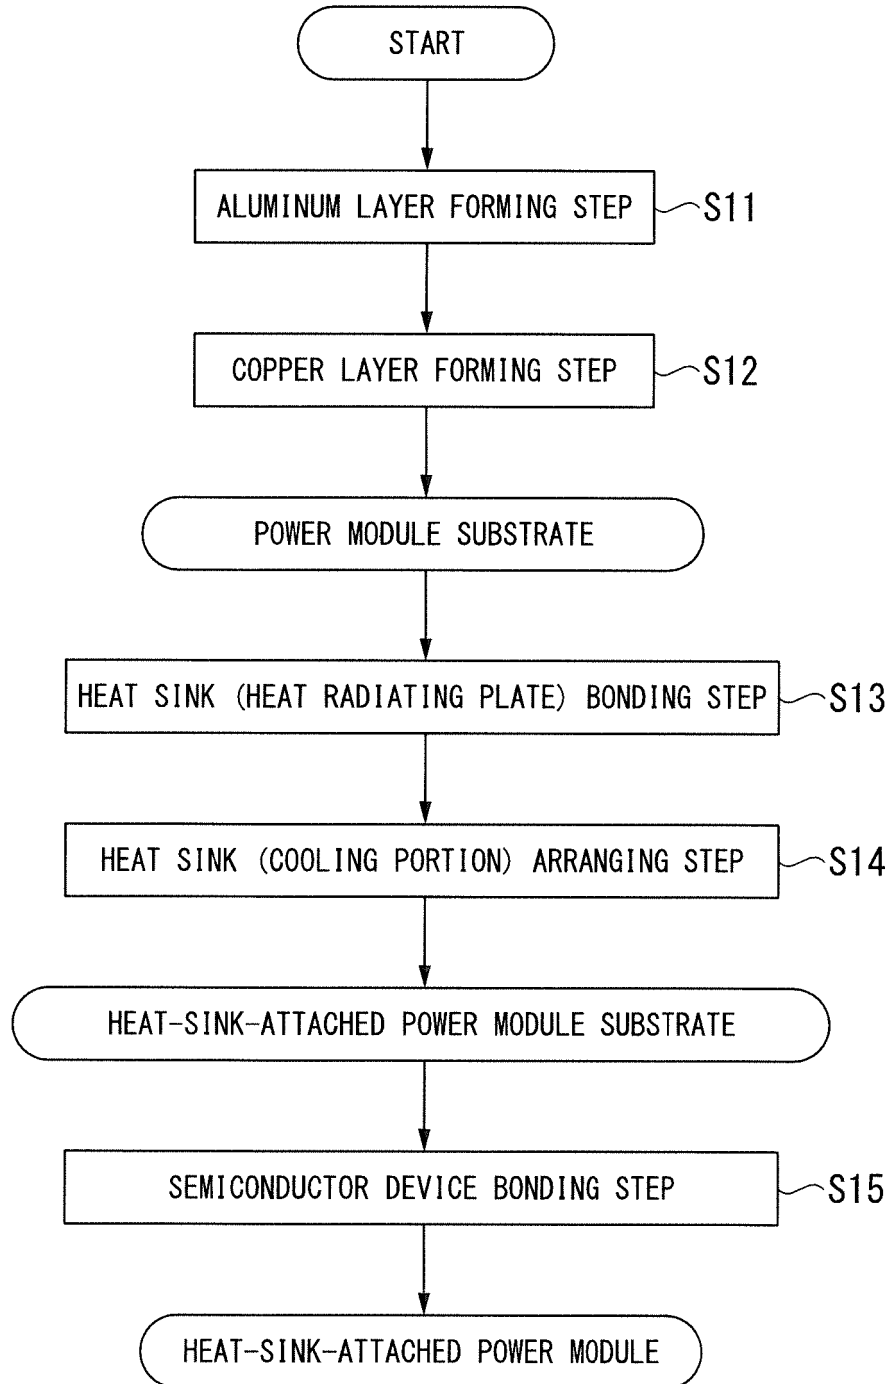 START
ALUMINUM LAYER FORMING STEP
S11
COPPER LAYER FORMING STEP
S12
POWER MODULE SUBSTRATE
HEAT SINK (HEAT RADIATING PLATE) BONDING STEP
S13
HEAT SINK (COOLING PORTION) ARRANGING STEP
S14
HEAT-SINK-ATTACHED POWER MODULE SUBSTRATE
SEMICONDUCTOR DEVICE BONDING STEP
S15
HEAT-SINK-ATTACHED POWER MODULE